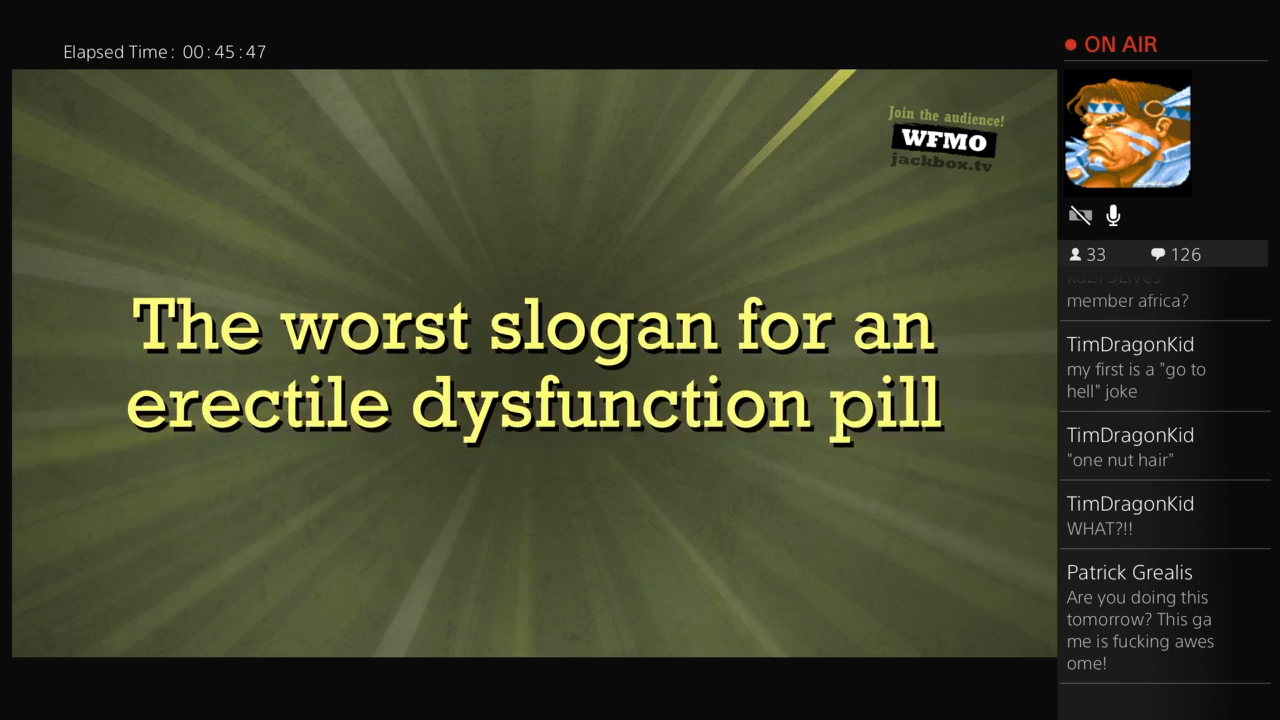 Elapsed Time: 00:45:47
ON AIR
Join the audience!
WFMO
jackbox.tv
The worst slogan for an
erectile dysfunction pill
33 126
member africa?
TimDragonKid
my first is a "go to
hell" joke
TimDragonKid
"one nut hair"
TimDragonKid
WHAT?!!
Patrick Grealis
Are you doing this
tomorrow? This ga
me is fucking awes
ome!